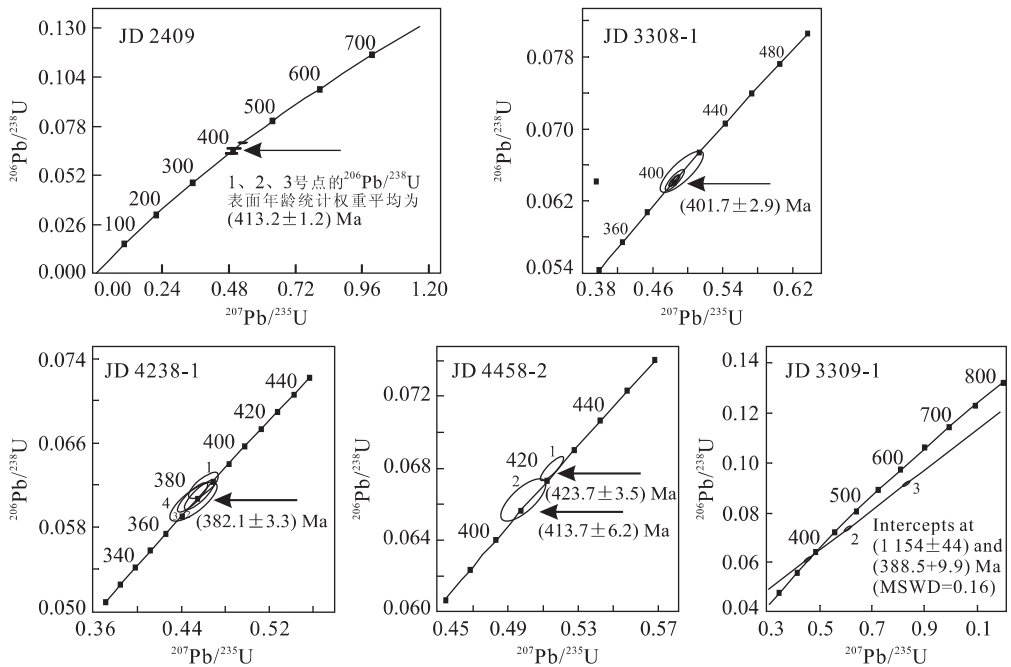 JD 2409
0.130
0.104
0.078
0.052
0.026
0.000
²⁰⁶Pb/²³⁸U
100
200
300
400
500
600
700
1、2、3号点的²⁰⁶Pb/²³⁸U
表面年龄统计权重平均为
(413.2±1.2) Ma
0.00 0.24 0.48 0.72 0.96 1.20
²⁰⁷Pb/²³⁵U
JD 3308-1
0.078
0.070
0.062
0.054
²⁰⁶Pb/²³⁸U
480
440
400
360
(401.7±2.9) Ma
0.38 0.46 0.54 0.62
²⁰⁷Pb/²³⁵U
JD 4238-1
0.074
0.066
0.058
0.050
²⁰⁶Pb/²³⁸U
440
420
400
380
360
340
1
4
(382.1±3.3) Ma
0.36 0.44 0.52
²⁰⁷Pb/²³⁵U
JD 4458-2
0.072
0.068
0.064
0.060
²⁰⁶Pb/²³⁸U
440
420
400
1
2
(423.7±3.5) Ma
(413.7±6.2) Ma
0.45 0.49 0.53 0.57
²⁰⁷Pb/²³⁵U
JD 3309-1
0.14
0.12
0.10
0.08
0.06
0.04
²⁰⁶Pb/²³⁸U
800
700
600
500
400
3
2
Intercepts at
(1 154±44) and
(388.5+9.9) Ma
(MSWD=0.16)
0.3 0.5 0.7 0.9 0.1
²⁰⁷Pb/²³⁵U